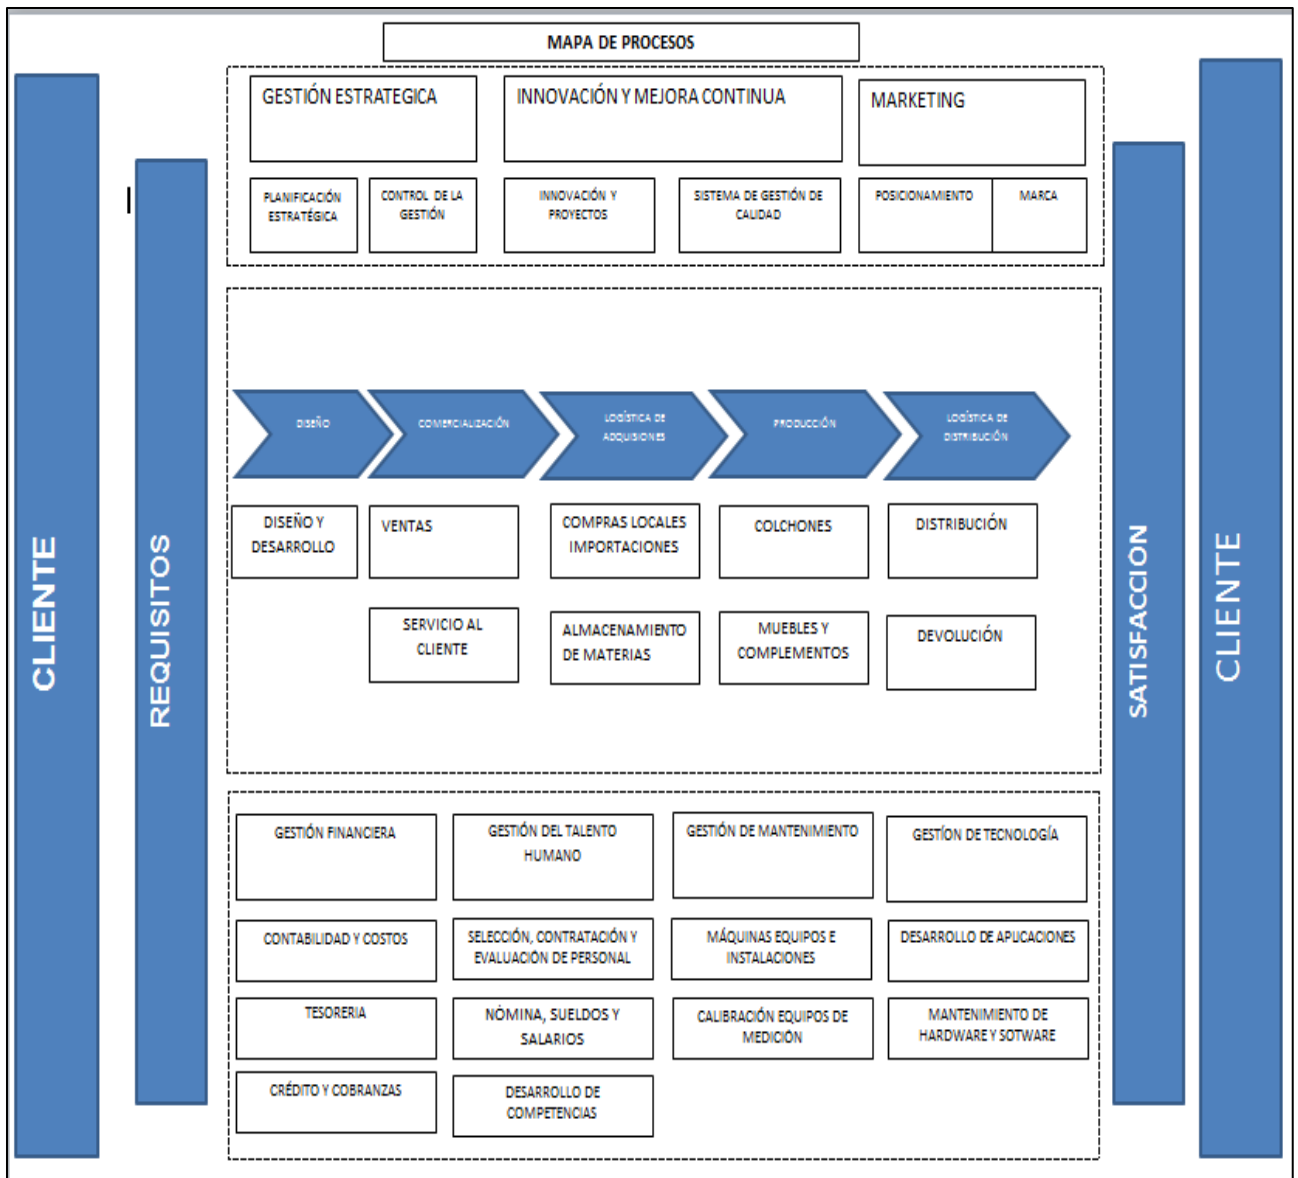 MAPA DE PROCESOS
CLIENTE
REQUISITOS
GESTIÓN ESTRATEGICA
INNOVACIÓN Y MEJORA CONTINUA
MARKETING
PLANIFICACIÓN
ESTRATÉGICA
CONTROL DE LA
GESTIÓN
INNOVACIÓN Y
PROYECTOS
SISTEMA DE GESTIÓN DE
CALIDAD
POSICIONAMIENTO
MARCA
DISEÑO
COMERCIALIZACIÓN
LOGÍSTICA DE
ADQUISIONES
PRODUCCIÓN
LOGÍSTICA DE
DISTRIBUCIÓN
DISEÑO Y
DESARROLLO
VENTAS
COMPRAS LOCALES
IMPORTACIONES
COLCHONES
DISTRIBUCIÓN
SERVICIO AL
CLIENTE
ALMACENAMIENTO
DE MATERIAS
MUEBLES Y
COMPLEMENTOS
DEVOLUCIÓN
GESTIÓN FINANCIERA
GESTIÓN DEL TALENTO
HUMANO
GESTIÓN DE MANTENIMIENTO
GESTÍON DE TECNOLOGÍA
CONTABILIDAD Y COSTOS
SELECCIÓN, CONTRATACIÓN Y
EVALUACIÓN DE PERSONAL
MÁQUINAS EQUIPOS E
INSTALACIONES
DESARROLLO DE APLICACIONES
TESORERIA
NÓMINA, SUELDOS Y
SALARIOS
CALIBRACIÓN EQUIPOS DE
MEDICIÓN
MANTENIMIENTO DE
HARDWARE Y SOTWARE
CRÉDITO Y COBRANZAS
DESARROLLO DE
COMPETENCIAS
SATISFACCIÓN
CLIENTE